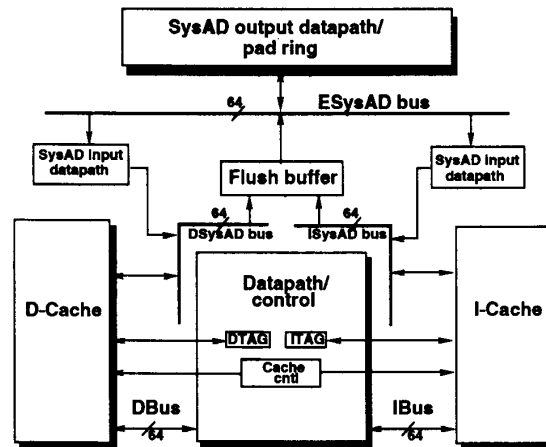 SysAD output datapath/
pad ring
64
ESysAD bus
SysAD input
datapath
Flush buffer
SysAD input
datapath
64
64
DSysAD bus
ISysAD bus
Datapath/
control
D-Cache
I-Cache
DTAG
ITAG
Cache
cntl
DBus
64
IBus
64